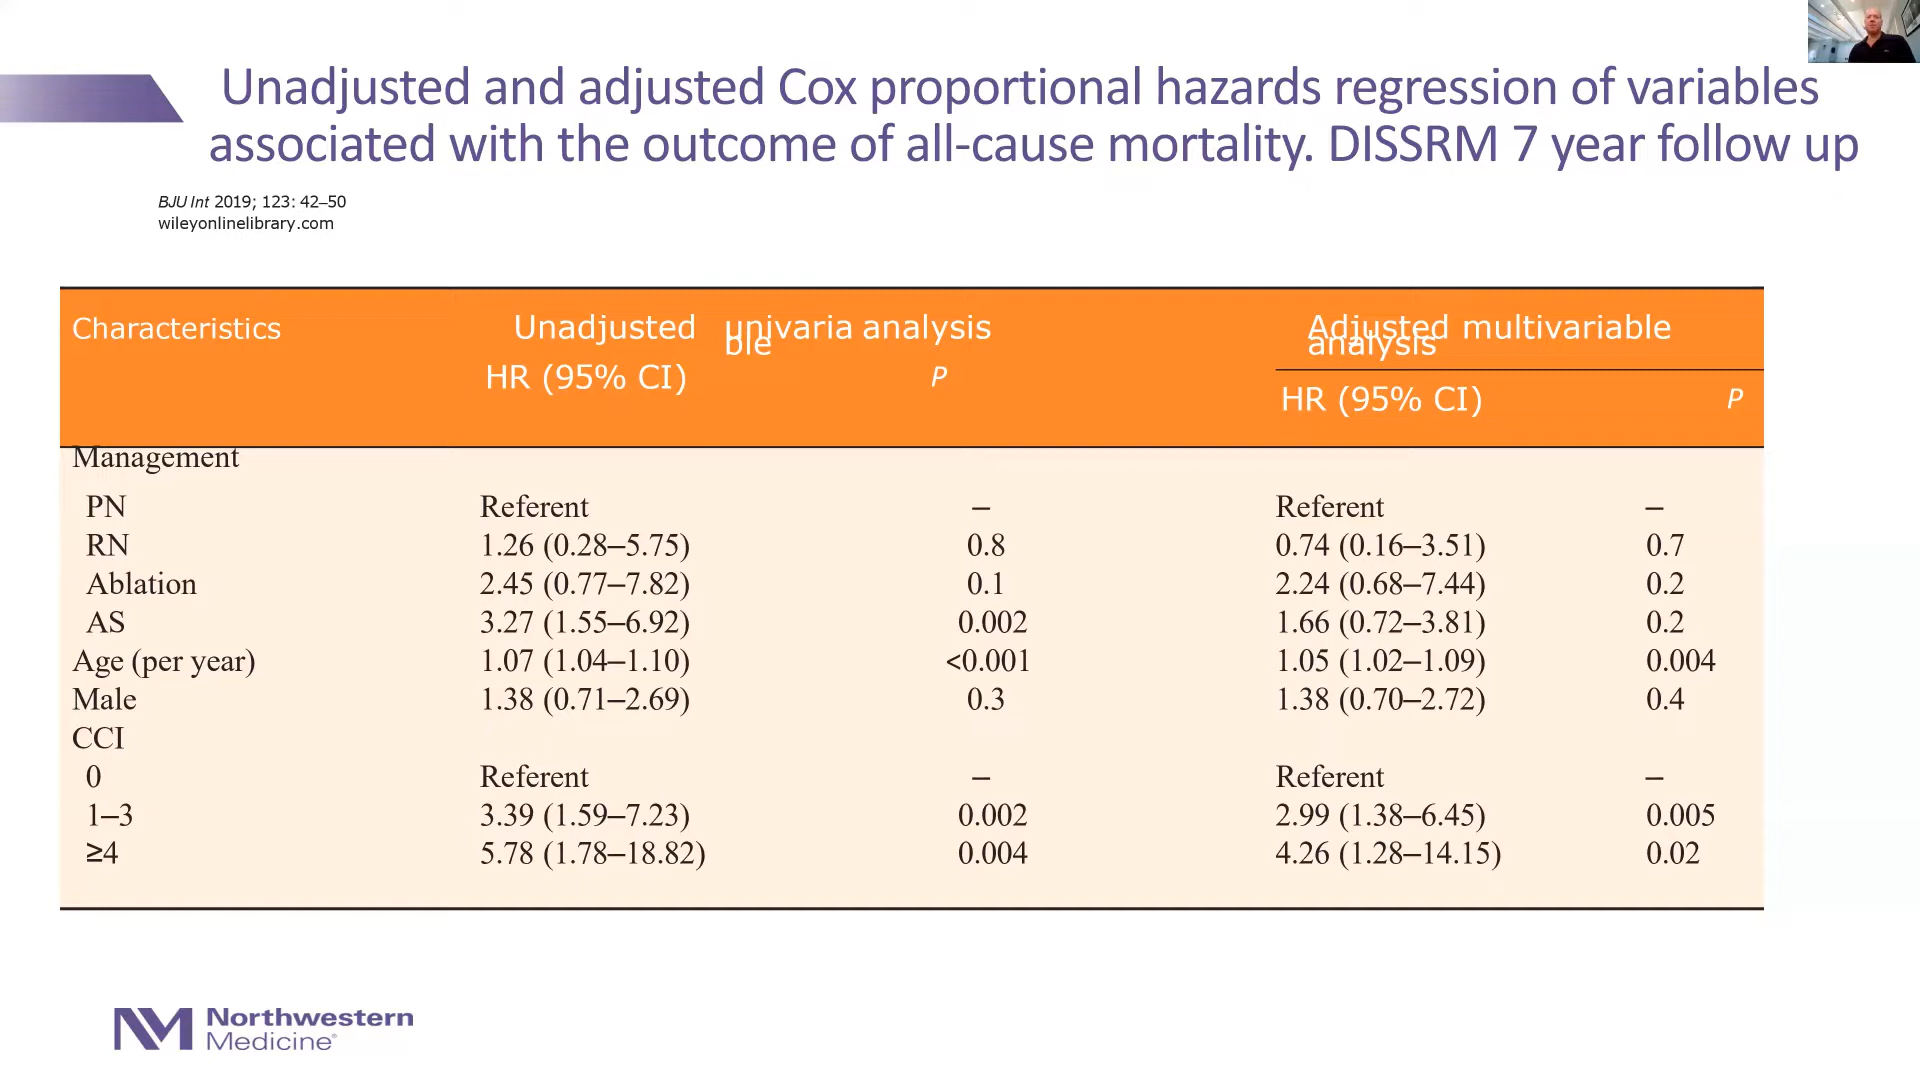 Unadjusted and adjusted Cox proportional hazards regression of variables
associated with the outcome of all-cause mortality. DISSRM 7 year follow up
BJU Int 2019; 123: 42–50
wileyonlinelibrary.com
Characteristics Unadjusted univaria analysis Adjusted multivariable
ble analysis
HR (95% CI) P HR (95% CI) P
Management
PN Referent – Referent –
RN 1.26 (0.28–5.75) 0.8 0.74 (0.16–3.51) 0.7
Ablation 2.45 (0.77–7.82) 0.1 2.24 (0.68–7.44) 0.2
AS 3.27 (1.55–6.92) 0.002 1.66 (0.72–3.81) 0.2
Age (per year) 1.07 (1.04–1.10) <0.001 1.05 (1.02–1.09) 0.004
Male 1.38 (0.71–2.69) 0.3 1.38 (0.70–2.72) 0.4
CCI
0 Referent – Referent –
1–3 3.39 (1.59–7.23) 0.002 2.99 (1.38–6.45) 0.005
≥4 5.78 (1.78–18.82) 0.004 4.26 (1.28–14.15) 0.02
Northwestern
Medicine®